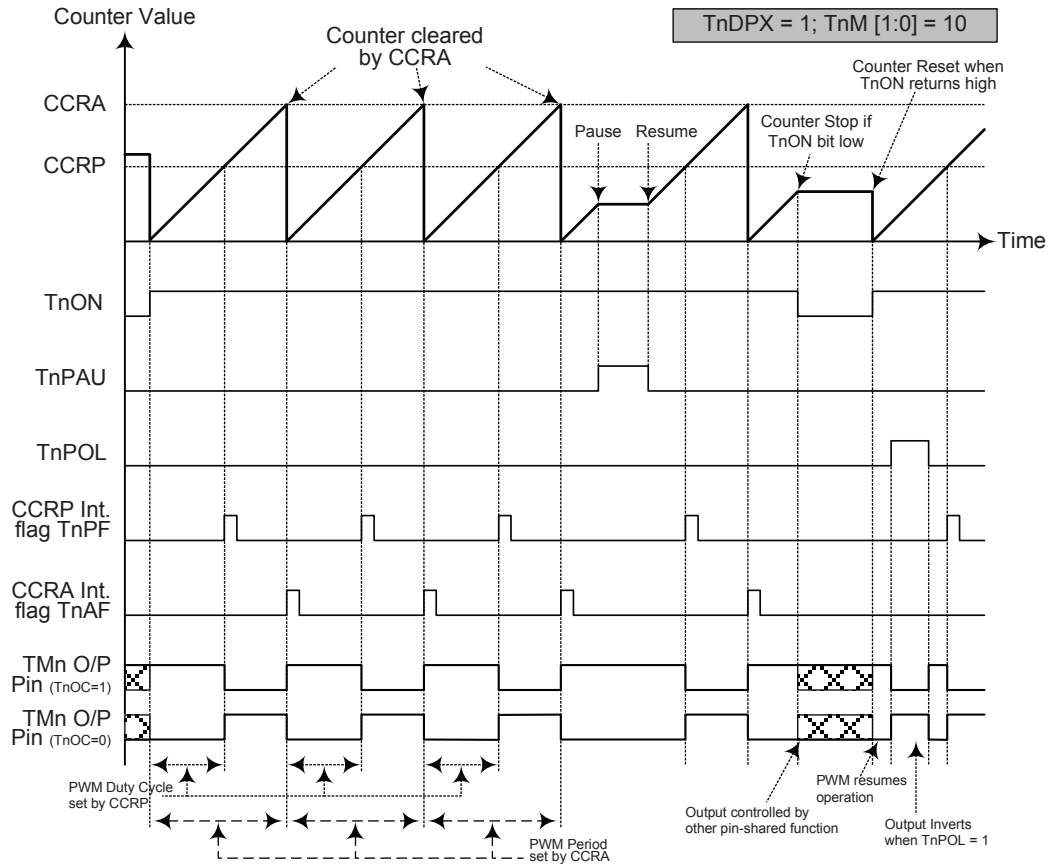 Counter Value
TnDPX = 1; TnM [1:0] = 10
Counter cleared
by CCRA
Counter Reset when
TnON returns high
CCRA
Counter Stop if
TnON bit low
Pause
Resume
CCRP
Time
TnON
TnPAU
TnPOL
CCRP Int.
flag TnPF
CCRA Int.
flag TnAF
TMn O/P
Pin (TnOC=1)
TMn O/P
Pin (TnOC=0)
PWM Duty Cycle
set by CCRP
PWM resumes
operation
Output controlled by
other pin-shared function
Output Inverts
when TnPOL = 1
PWM Period
set by CCRA